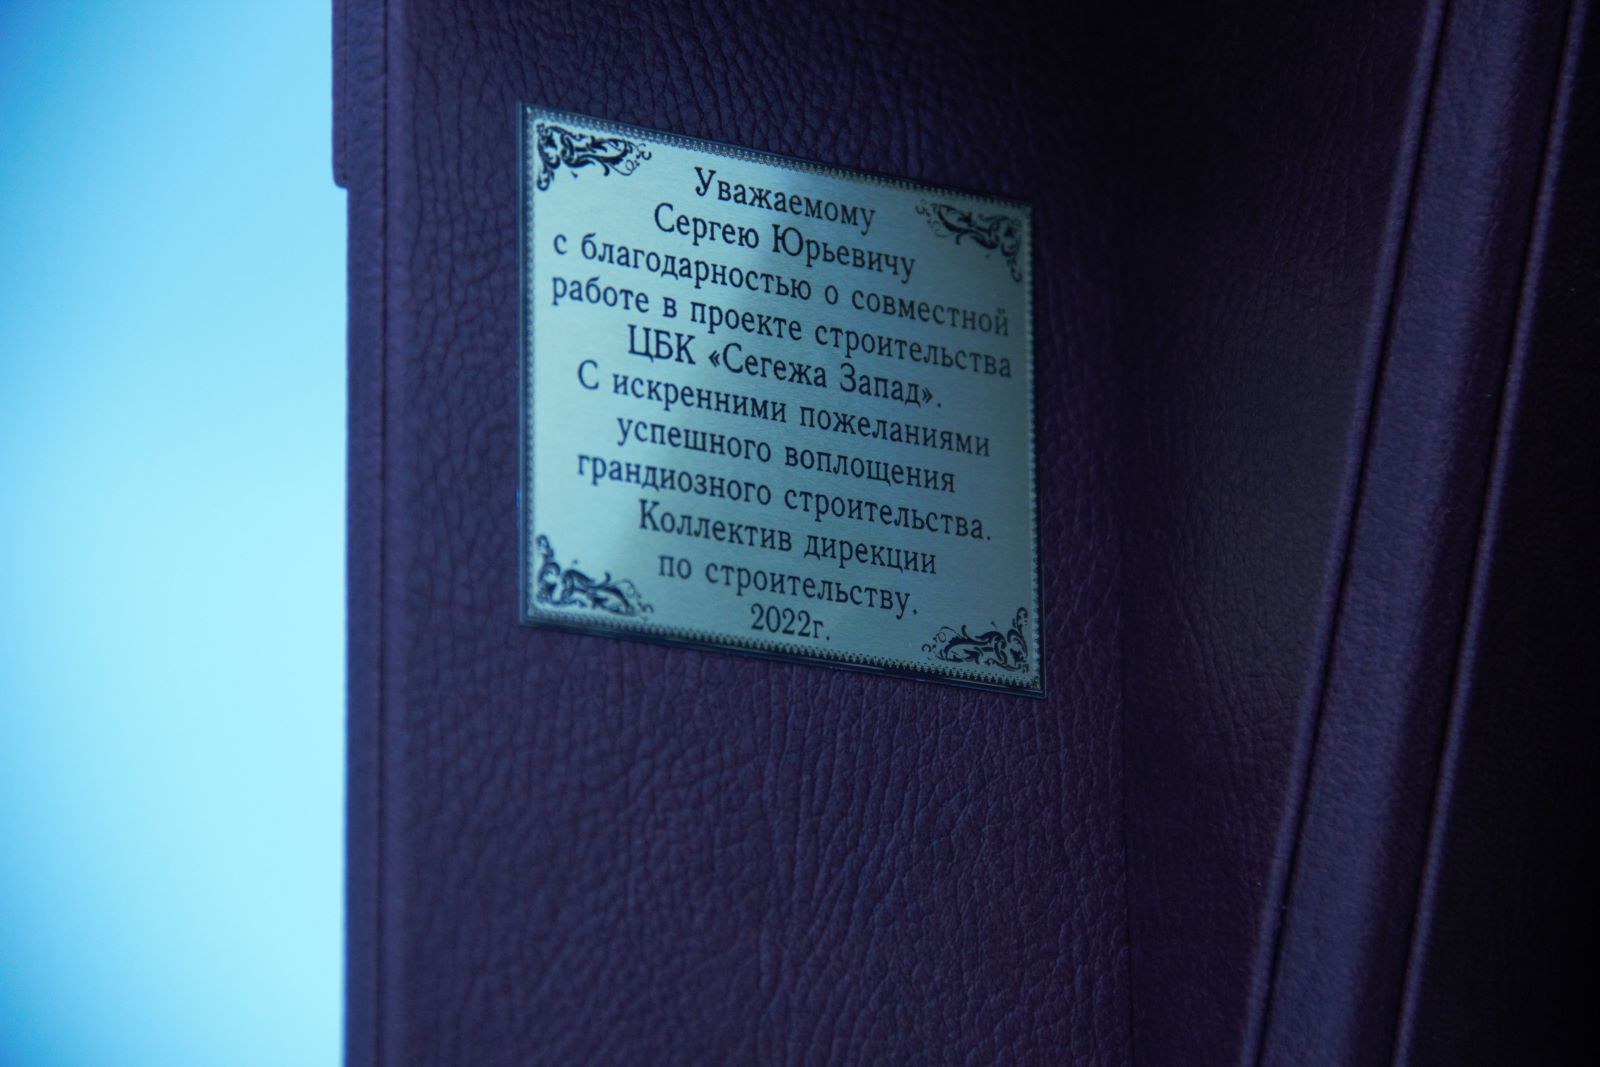 Уважаемому
Сергею Юрьевичу
с благодарностью о совместной
работе в проекте строительства
ЦБК «Сегежа Запад».
С искренними пожеланиями
успешного воплощения
грандиозного строительства.
Коллектив дирекции
по строительству.
2022г.